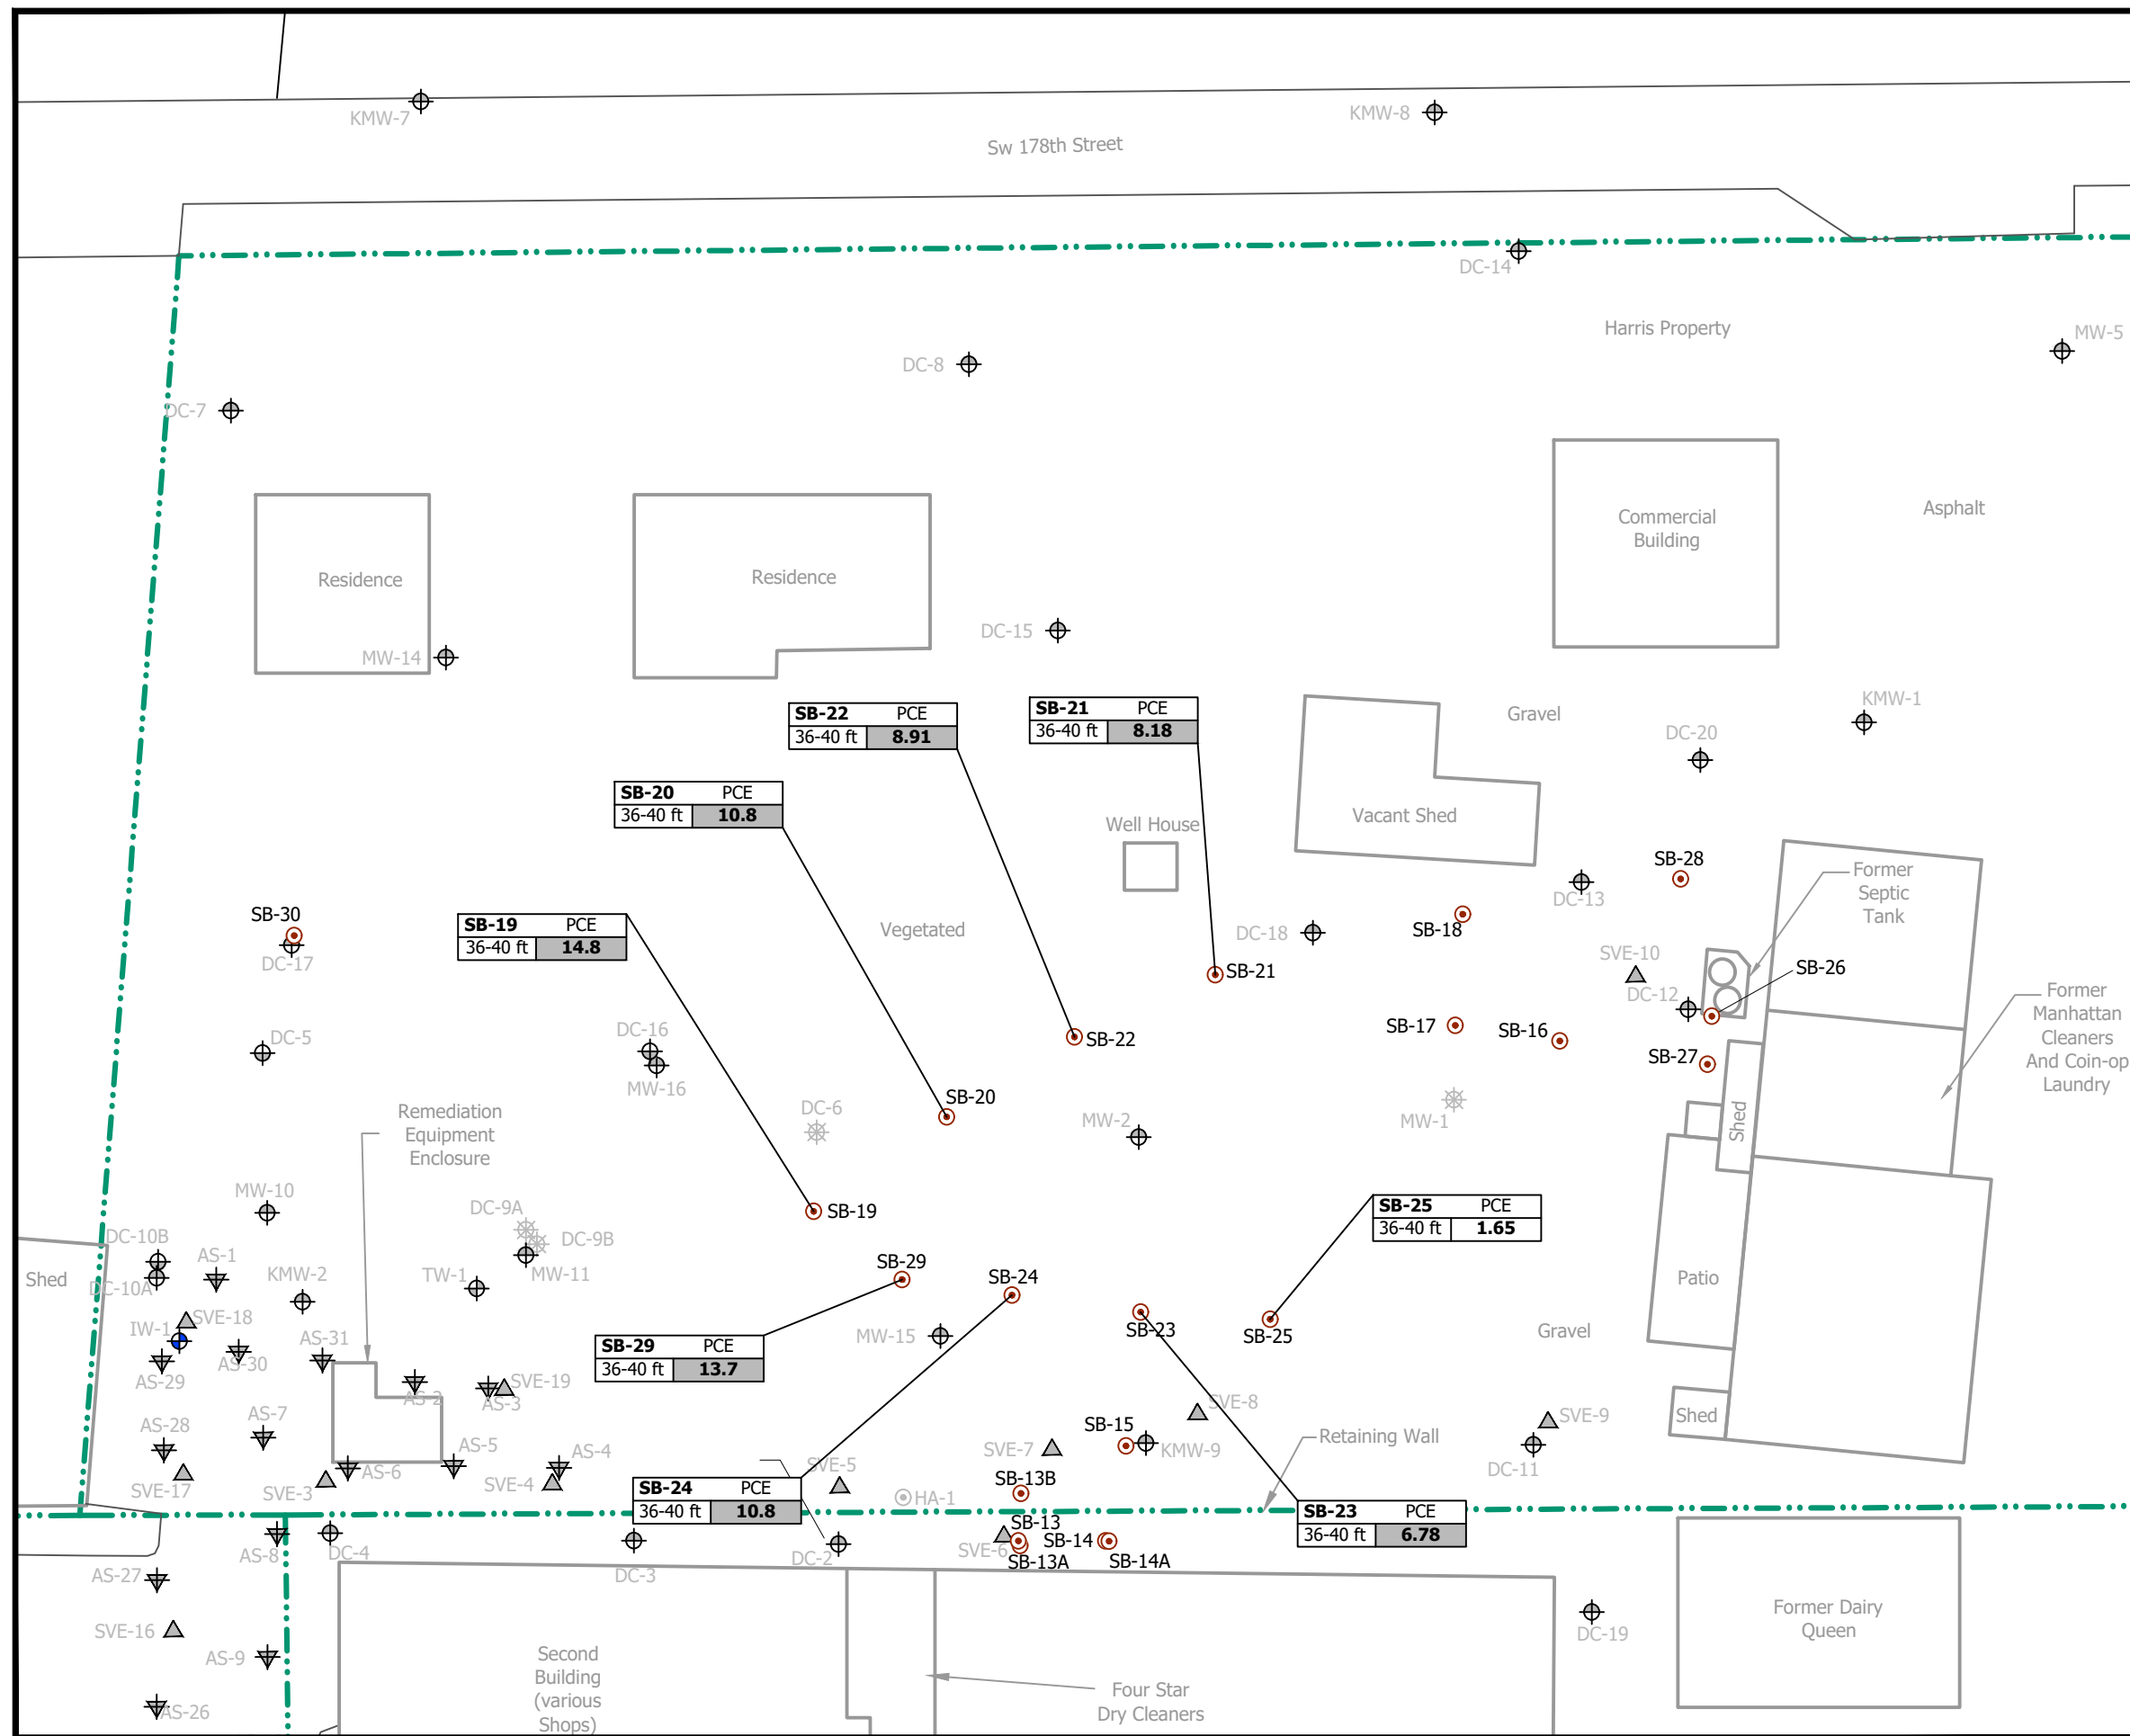 KMW-7
KMW-8
Sw 178th Street
DC-14
Harris Property
MW-5
DC-8
DC-7
Commercial
Building
Asphalt
Residence
Residence
DC-15
MW-14
KMW-1
SB-22 PCE
36-40 ft 8.91
SB-21 PCE
36-40 ft 8.18
Gravel
DC-20
SB-20 PCE
36-40 ft 10.8
Well House
Vacant Shed
SB-28
Former
Septic
Tank
DC-13
SB-30
SB-19 PCE
36-40 ft 14.8
Vegetated
DC-18
SB-18
DC-17
SVE-10
SB-21
SB-26
DC-12
Former
Manhattan
Cleaners
And Coin-op
Laundry
SB-17
SB-16
DC-16
SB-22
DC-5
SB-27
MW-16
SB-20
DC-6
MW-2
MW-1
Shed
Remediation
Equipment
Enclosure
MW-10
DC-9A
SB-19
SB-25 PCE
36-40 ft 1.65
DC-10B
DC-9B
AS-1
SB-29
SB-24
Shed
KMW-2
TW-1
MW-11
Patio
DC-10A
SVE-18
IW-1
SB-23
SB-25
Gravel
AS-31
MW-15
SB-29 PCE
36-40 ft 13.7
AS-30
AS-29
AS-2
SVE-19
AS-3
SVE-8
SVE-9
Shed
AS-28
AS-7
SB-15
Retaining Wall
AS-5
AS-4
SVE-7
KMW-9
AS-6
SVE-5
DC-11
SVE-17
SVE-3
SVE-4
SB-13B
SB-24 PCE
36-40 ft 10.8
HA-1
SB-23 PCE
36-40 ft 6.78
SB-13
SB-14
AS-8
DC-4
DC-2
SVE-6
SB-13A
SB-14A
AS-27
DC-3
Former Dairy
Queen
SVE-16
DC-19
AS-9
Second
Building
(various
Shops)
Four Star
Dry Cleaners
AS-26